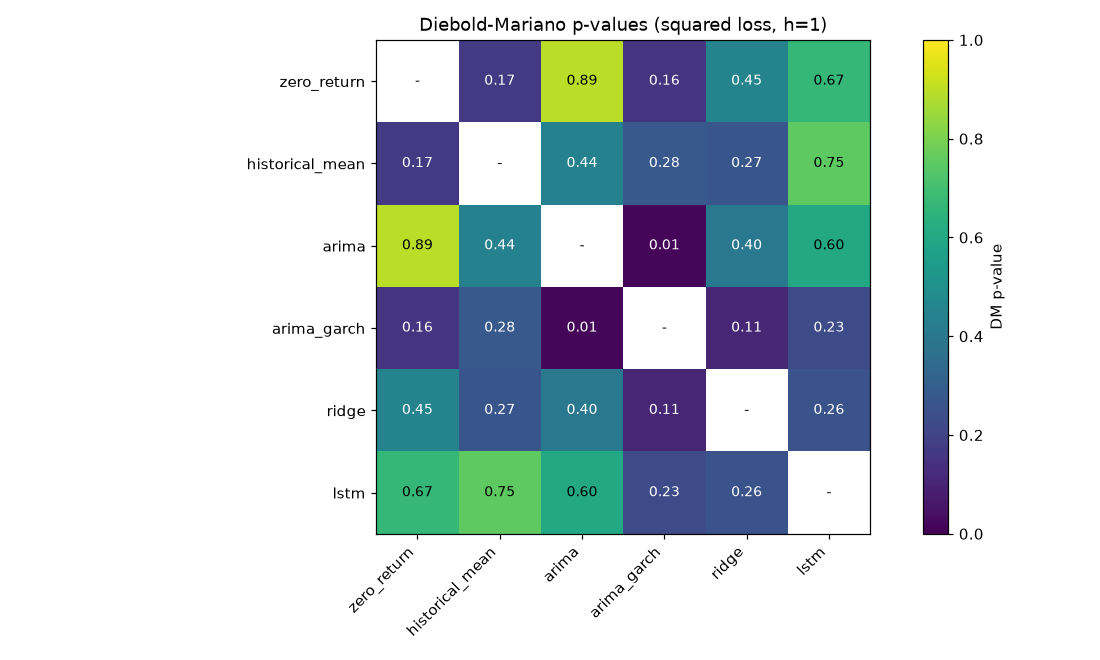 Diebold-Mariano p-values (squared loss, h=1)
zero_return - 0.17 0.89 0.16 0.45 0.67
historical_mean 0.17 - 0.44 0.28 0.27 0.75
arima 0.89 0.44 - 0.01 0.40 0.60
arima_garch 0.16 0.28 0.01 - 0.11 0.23
ridge 0.45 0.27 0.40 0.11 - 0.26
lstm 0.67 0.75 0.60 0.23 0.26 -
zero_return historical_mean arima arima_garch ridge lstm
1.0
0.8
0.6
0.4
0.2
0.0
DM p-value